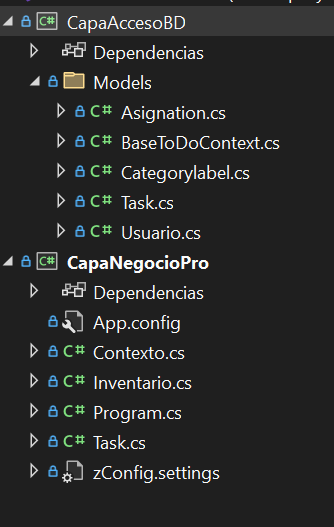 CapaAccesoBD
Dependencias
Models
C# Asignation.cs
C# BaseToDoContext.cs
C# Categorylabel.cs
C# Task.cs
C# Usuario.cs
CapaNegocioPro
Dependencias
App.config
C# Contexto.cs
C# Inventario.cs
C# Program.cs
C# Task.cs
zConfig.settings